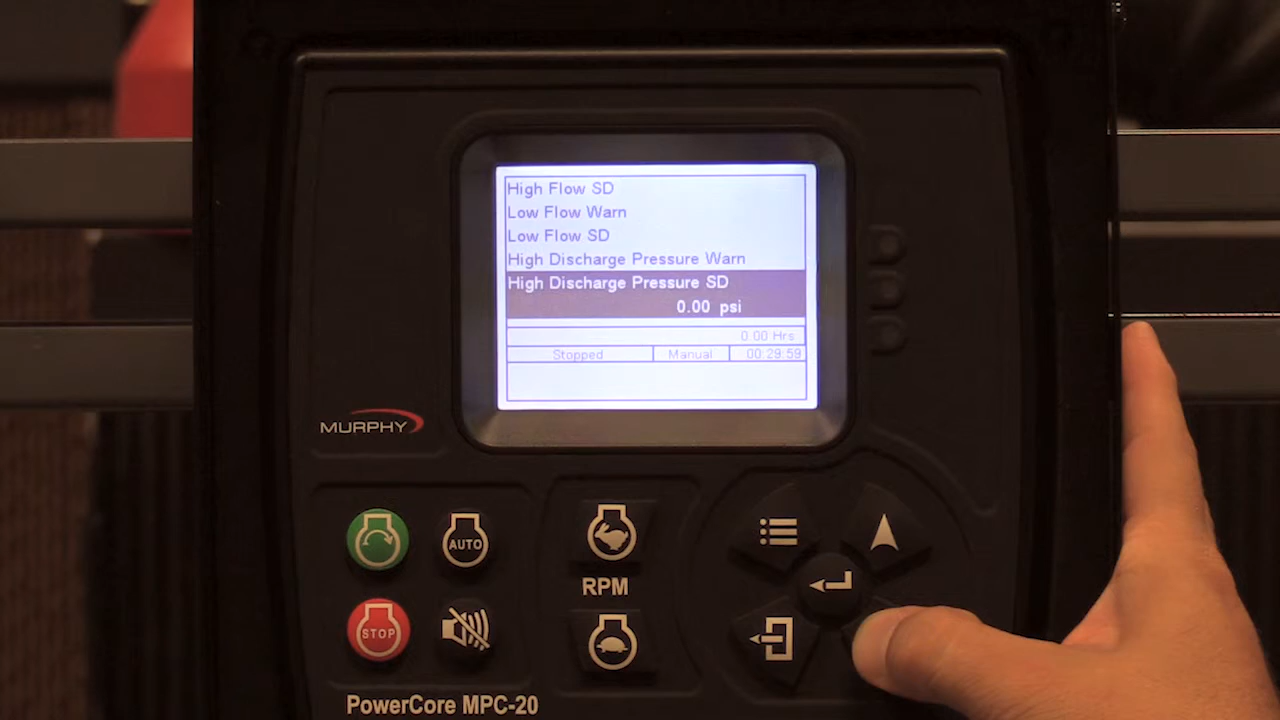 High Flow SD
Low Flow Warn
Low Flow SD
High Discharge Pressure Warn
High Discharge Pressure SD
0.00 psi
0.00 Hrs
Stopped Manual 00:29:59
MURPHY
AUTO
RPM
STOP
PowerCore MPC-20